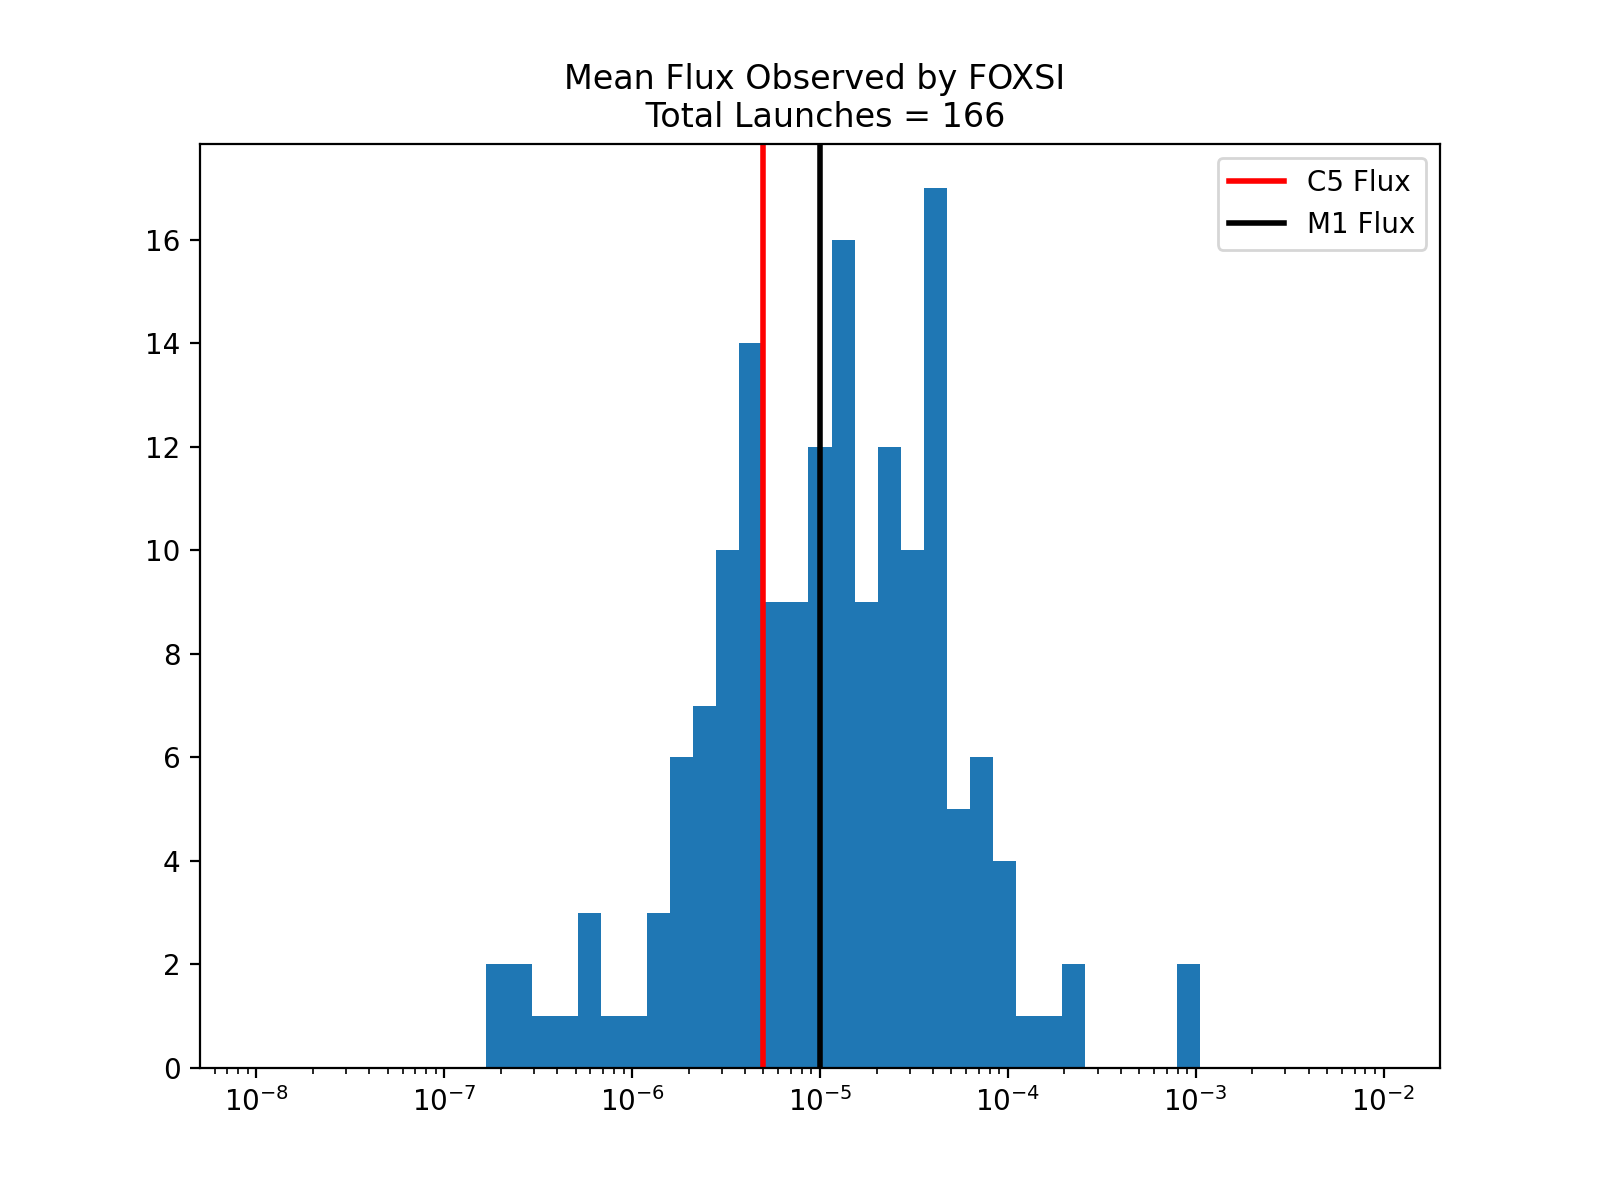 Mean Flux Observed by FOXSI
Total Launches = 166
C5 Flux
M1 Flux
16
14
12
10
8
6
4
2
0
10⁻⁸ 10⁻⁷ 10⁻⁶ 10⁻⁵ 10⁻⁴ 10⁻³ 10⁻²